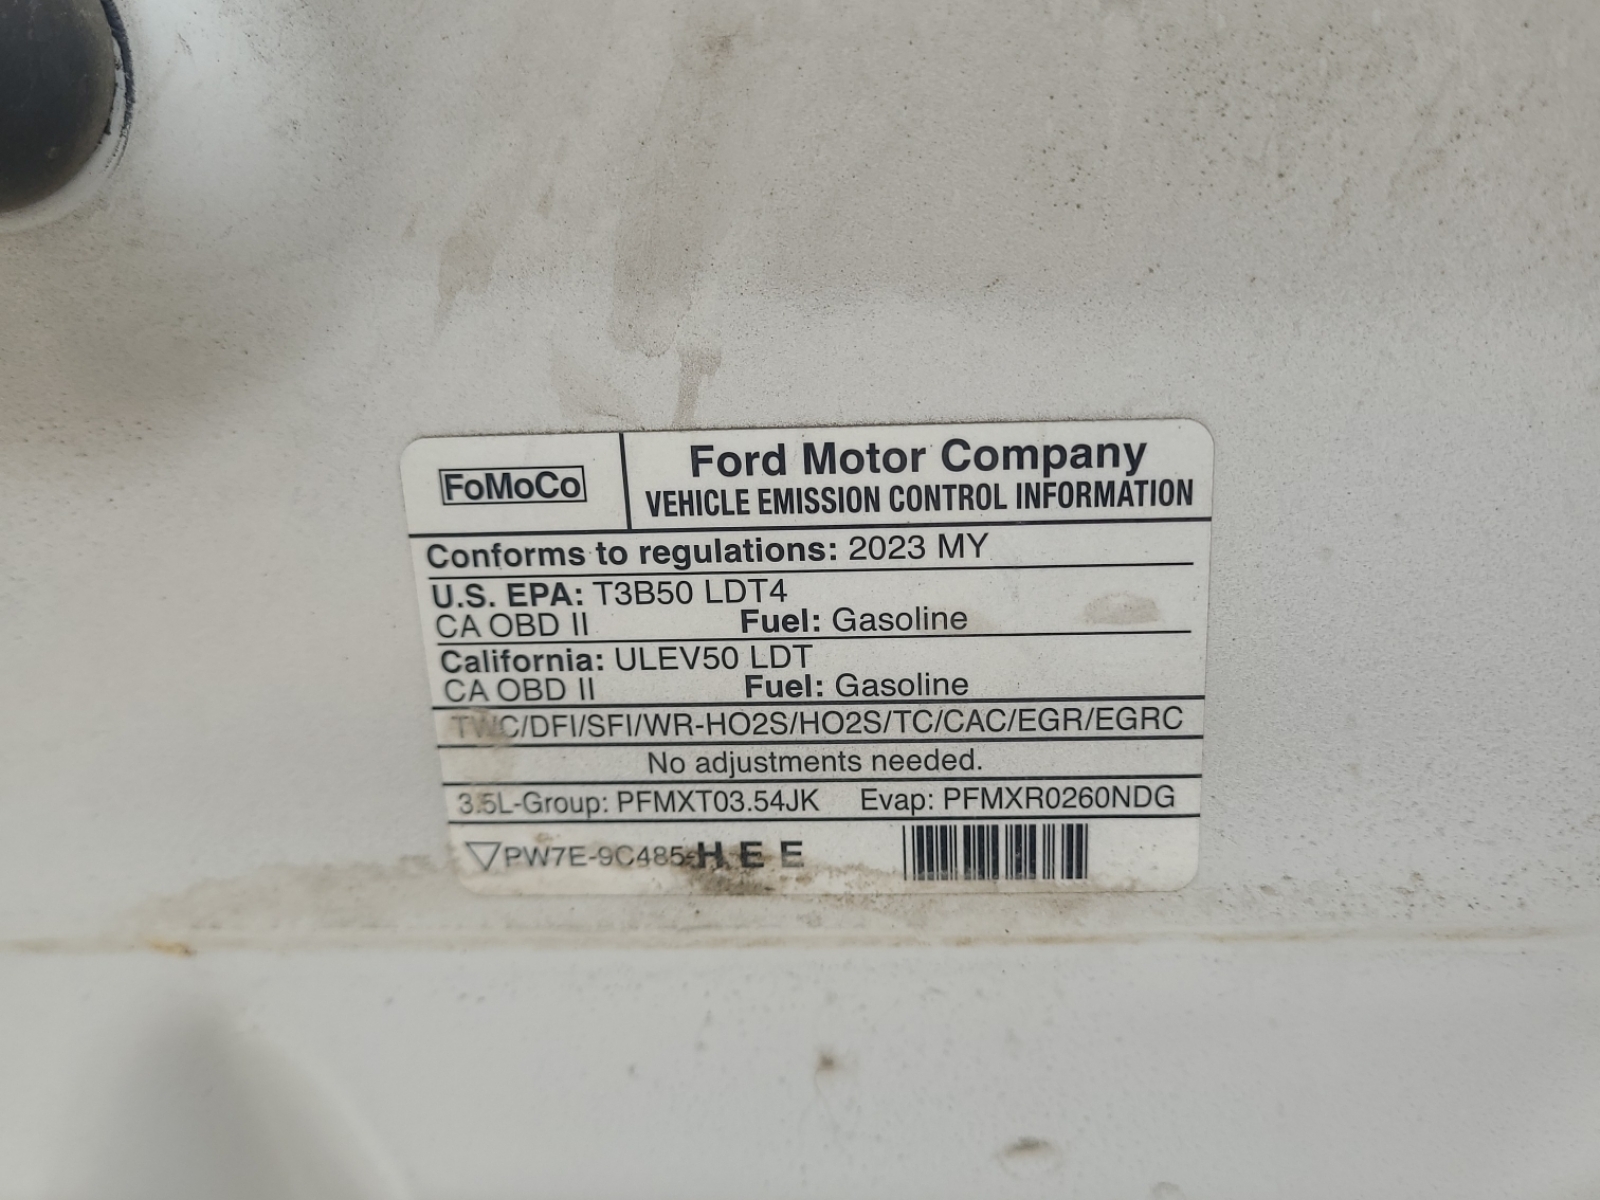 FoMoCo
Ford Motor Company
VEHICLE EMISSION CONTROL INFORMATION
Conforms to regulations: 2023 MY
U.S. EPA: T3B50 LDT4
CA OBD II Fuel: Gasoline
California: ULEV50 LDT
CA OBD II Fuel: Gasoline
TWC/DFI/SFI/WR-HO2S/HO2S/TC/CAC/EGR/EGRC
No adjustments needed.
3.5L-Group: PFMXT03.54JK Evap: PFMXR0260NDG
PW7E-9C485-HEE